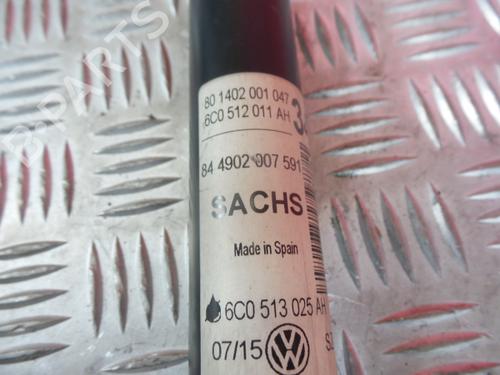 80 1402 001 047
6C0 512 011 AH
84 4902 007 591
SACHS
Made in Spain
6C0 513 025 AH
07/15